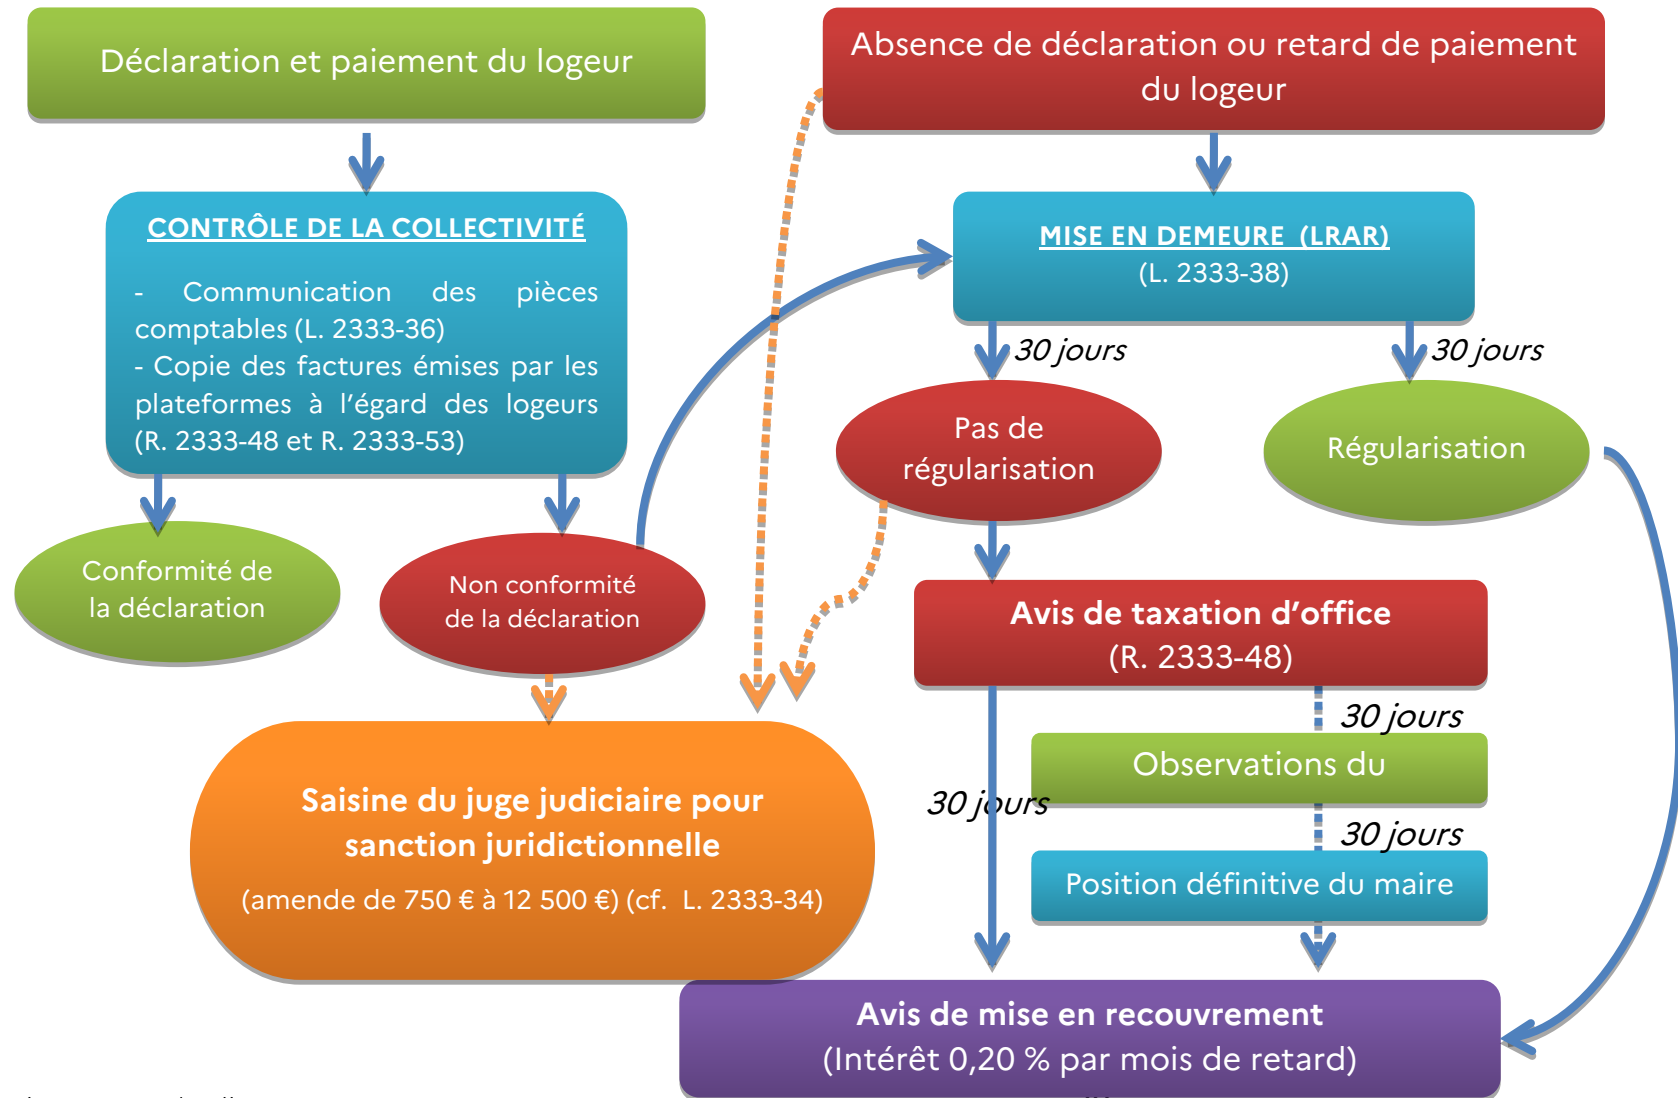 Déclaration et paiement du logeur
Absence de déclaration ou retard de paiement
du logeur
CONTRÔLE DE LA COLLECTIVITÉ
- Communication des pièces
comptables (L. 2333-36)
- Copie des factures émises par les
plateformes à l'égard des logeurs
(R. 2333-48 et R. 2333-53)
MISE EN DEMEURE (LRAR)
(L. 2333-38)
30 jours
30 jours
Pas de
régularisation
Régularisation
Conformité de
la déclaration
Non conformité
de la déclaration
Avis de taxation d'office
(R. 2333-48)
30 jours
Observations du
30 jours
30 jours
Position définitive du maire
Saisine du juge judiciaire pour
sanction juridictionnelle
(amende de 750 € à 12 500 €) (cf. L. 2333-34)
Avis de mise en recouvrement
(Intérêt 0,20 % par mois de retard)